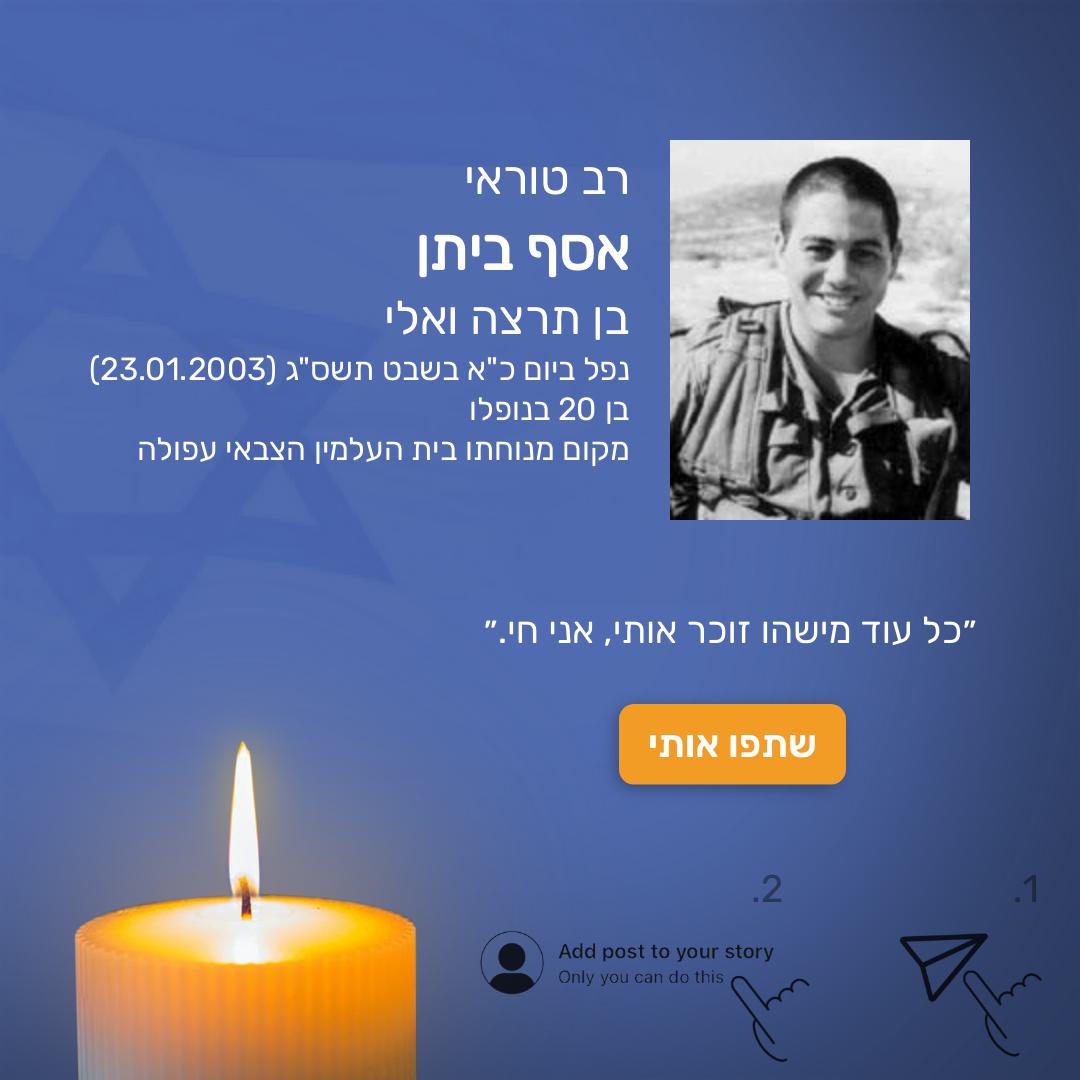 רב טוראי
אסף ביתן
בן תרצה ואלי
נפל ביום כ"א בשבט תשס"ג (23.01.2003)
בן 20 בנופלו
מקום מנוחתו בית העלמין הצבאי עפולה
״כל עוד מישהו זוכר אותי, אני חי.״
שתפו אותי
.1
.2
Add post to your story
Only you can do this